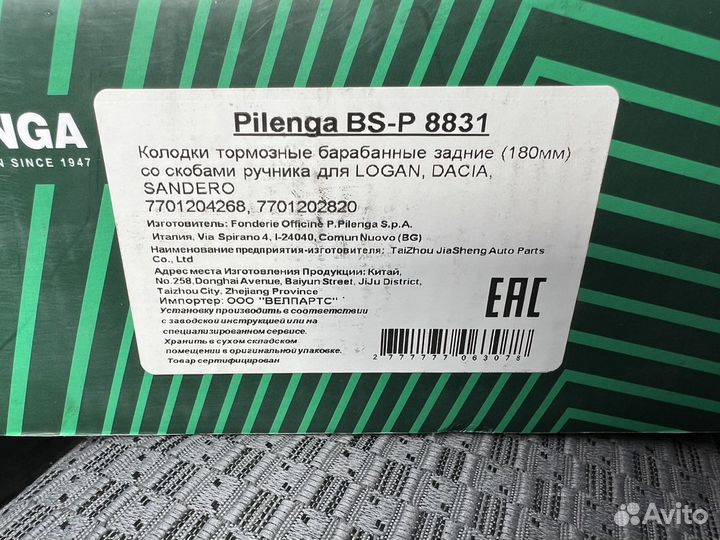 NGA
N SINCE 1947
Pilenga BS-P 8831
Колодки тормозные барабанные задние (180мм)
со скобами ручника для LOGAN, DACIA,
SANDERO
7701204268, 7701202820
Изготовитель: Fonderie Officine P.Pilenga S.p.A.
Италия, Via Spirano 4, I-24040, Comun Nuovo (BG)
Наименование предприятия-изготовителя: TaiZhou JiaSheng Auto Parts
Co., Ltd
Адрес места Изготовления Продукции: Китай,
No.258,Donghai Avenue, Baiyun Street, JiJu District,
Taizhou City, Zhejiang Province
Импортер: ООО "ВЕЛПАРТС"
Установку производить в соответствии
с заводской инструкцией или на
специализированном сервисе.
Хранить в сухом складском
помещении в оригинальной упаковке.
Товар сертифицирован
EAC
2 777777 063078
Avito